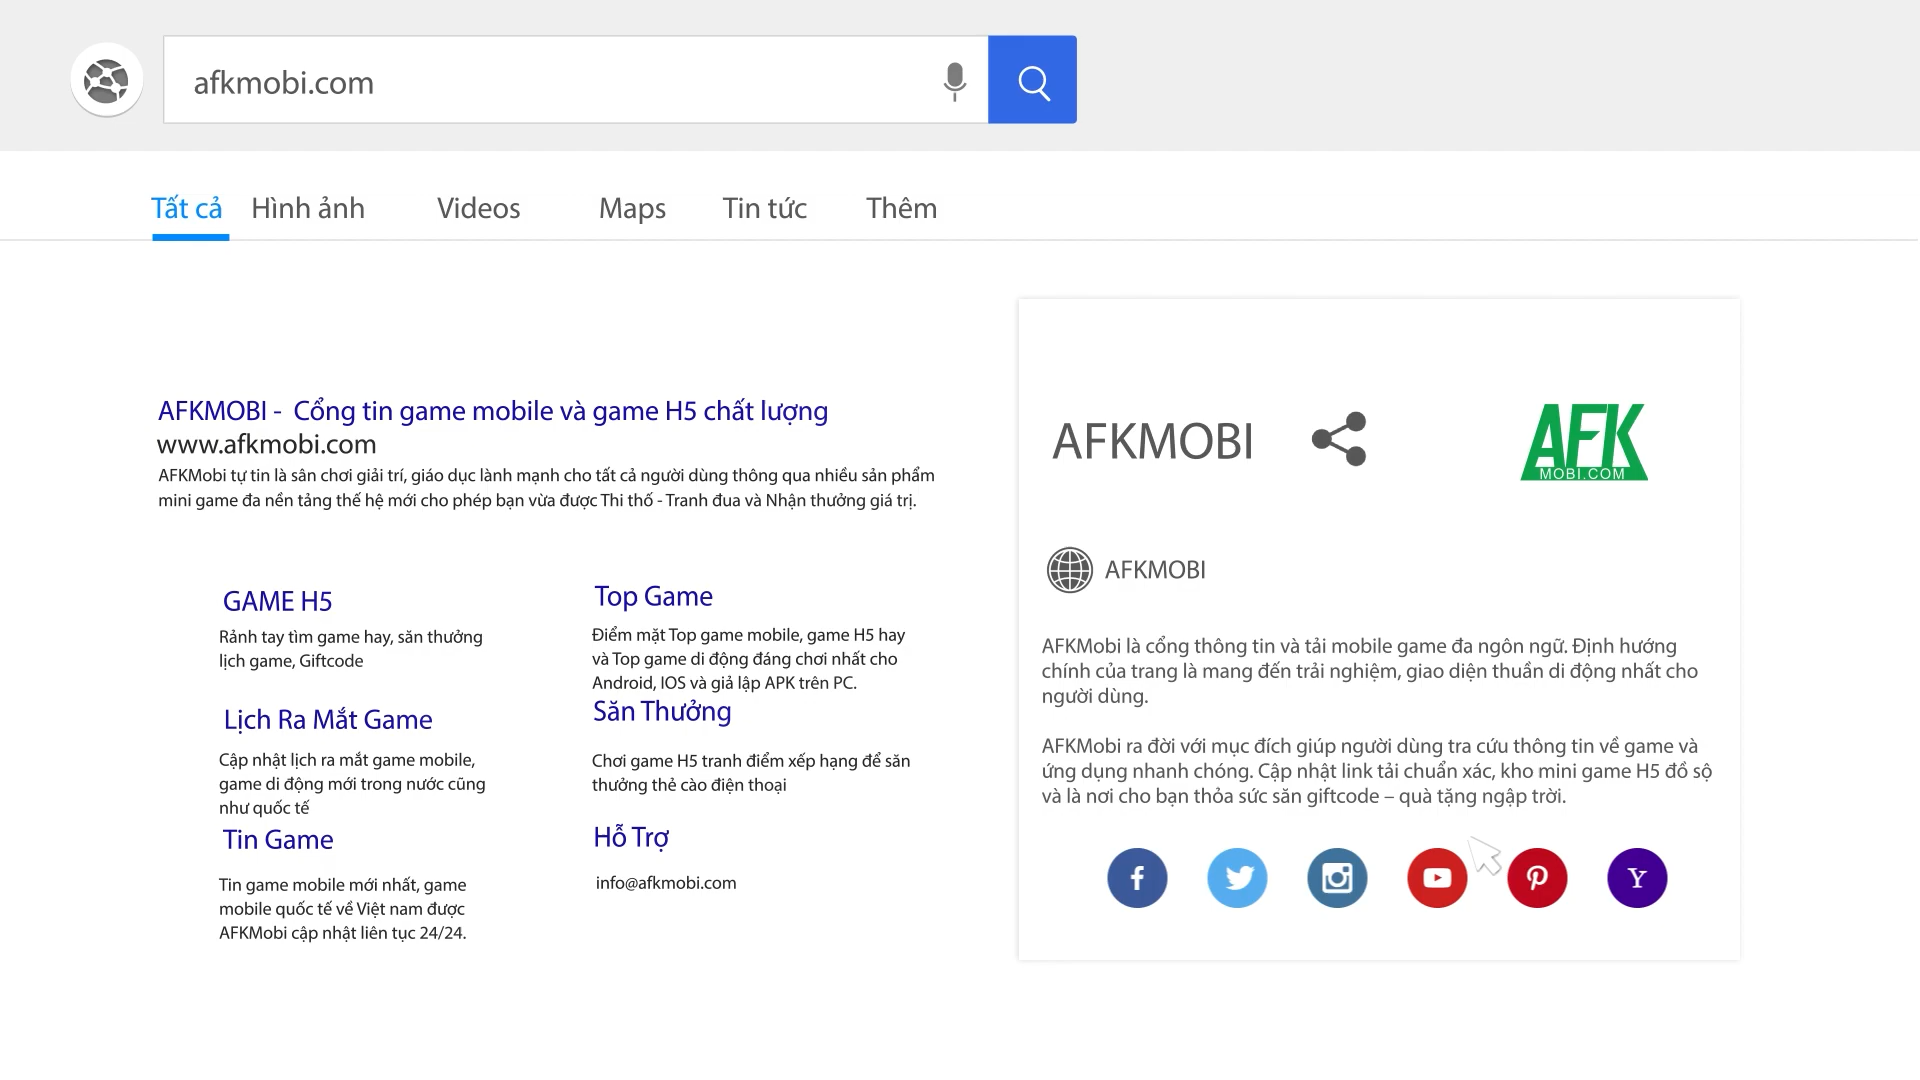 afkmobi.com
Tất cả
Hình ảnh
Videos
Maps
Tin tức
Thêm
AFKMOBI - Cổng tin game mobile và game H5 chất lượng
www.afkmobi.com
AFKMobi tự tin là sân chơi giải trí, giáo dục lành mạnh cho tất cả người dùng thông qua nhiều sản phẩm
mini game đa nền tảng thế hệ mới cho phép bạn vừa được Thi thố - Tranh đua và Nhận thưởng giá trị.
GAME H5
Rảnh tay tìm game hay, săn thưởng
lịch game, Giftcode
Lịch Ra Mắt Game
Cập nhật lịch ra mắt game mobile,
game di động mới trong nước cũng
như quốc tế
Tin Game
Tin game mobile mới nhất, game
mobile quốc tế về Việt nam được
AFKMobi cập nhật liên tục 24/24.
Top Game
Điểm mặt Top game mobile, game H5 hay
và Top game di động đáng chơi nhất cho
Android, IOS và giả lập APK trên PC.
Săn Thưởng
Chơi game H5 tranh điểm xếp hạng để săn
thưởng thẻ cào điện thoại
Hỗ Trợ
info@afkmobi.com
AFKMOBI
AFK
MOBI.COM
AFKMOBI
AFKMobi là cổng thông tin và tải mobile game đa ngôn ngữ. Định hướng
chính của trang là mang đến trải nghiệm, giao diện thuần di động nhất cho
người dùng.
AFKMobi ra đời với mục đích giúp người dùng tra cứu thông tin về game và
ứng dụng nhanh chóng. Cập nhật link tải chuẩn xác, kho mini game H5 đồ sộ
và là nơi cho bạn thỏa sức săn giftcode – quà tặng ngập trời.